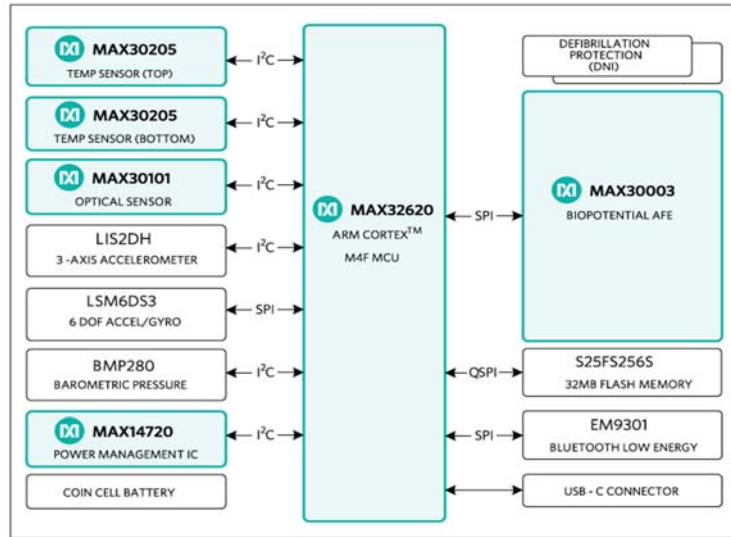 MAX30205
TEMP SENSOR (TOP)
I²C
MAX30205
TEMP SENSOR (BOTTOM)
I²C
MAX30101
OPTICAL SENSOR
I²C
LIS2DH
3 -AXIS ACCELEROMETER
I²C
LSM6DS3
6 DOF ACCEL/GYRO
SPI
BMP280
BAROMETRIC PRESSURE
I²C
MAX14720
POWER MANAGEMENT IC
I²C
COIN CELL BATTERY
MAX32620
ARM CORTEX™
M4F MCU
DEFIBRILLATION
PROTECTION
(DNI)
SPI
MAX30003
BIOPOTENTIAL AFE
QSPI
S25FS256S
32MB FLASH MEMORY
SPI
EM9301
BLUETOOTH LOW ENERGY
USB - C CONNECTOR